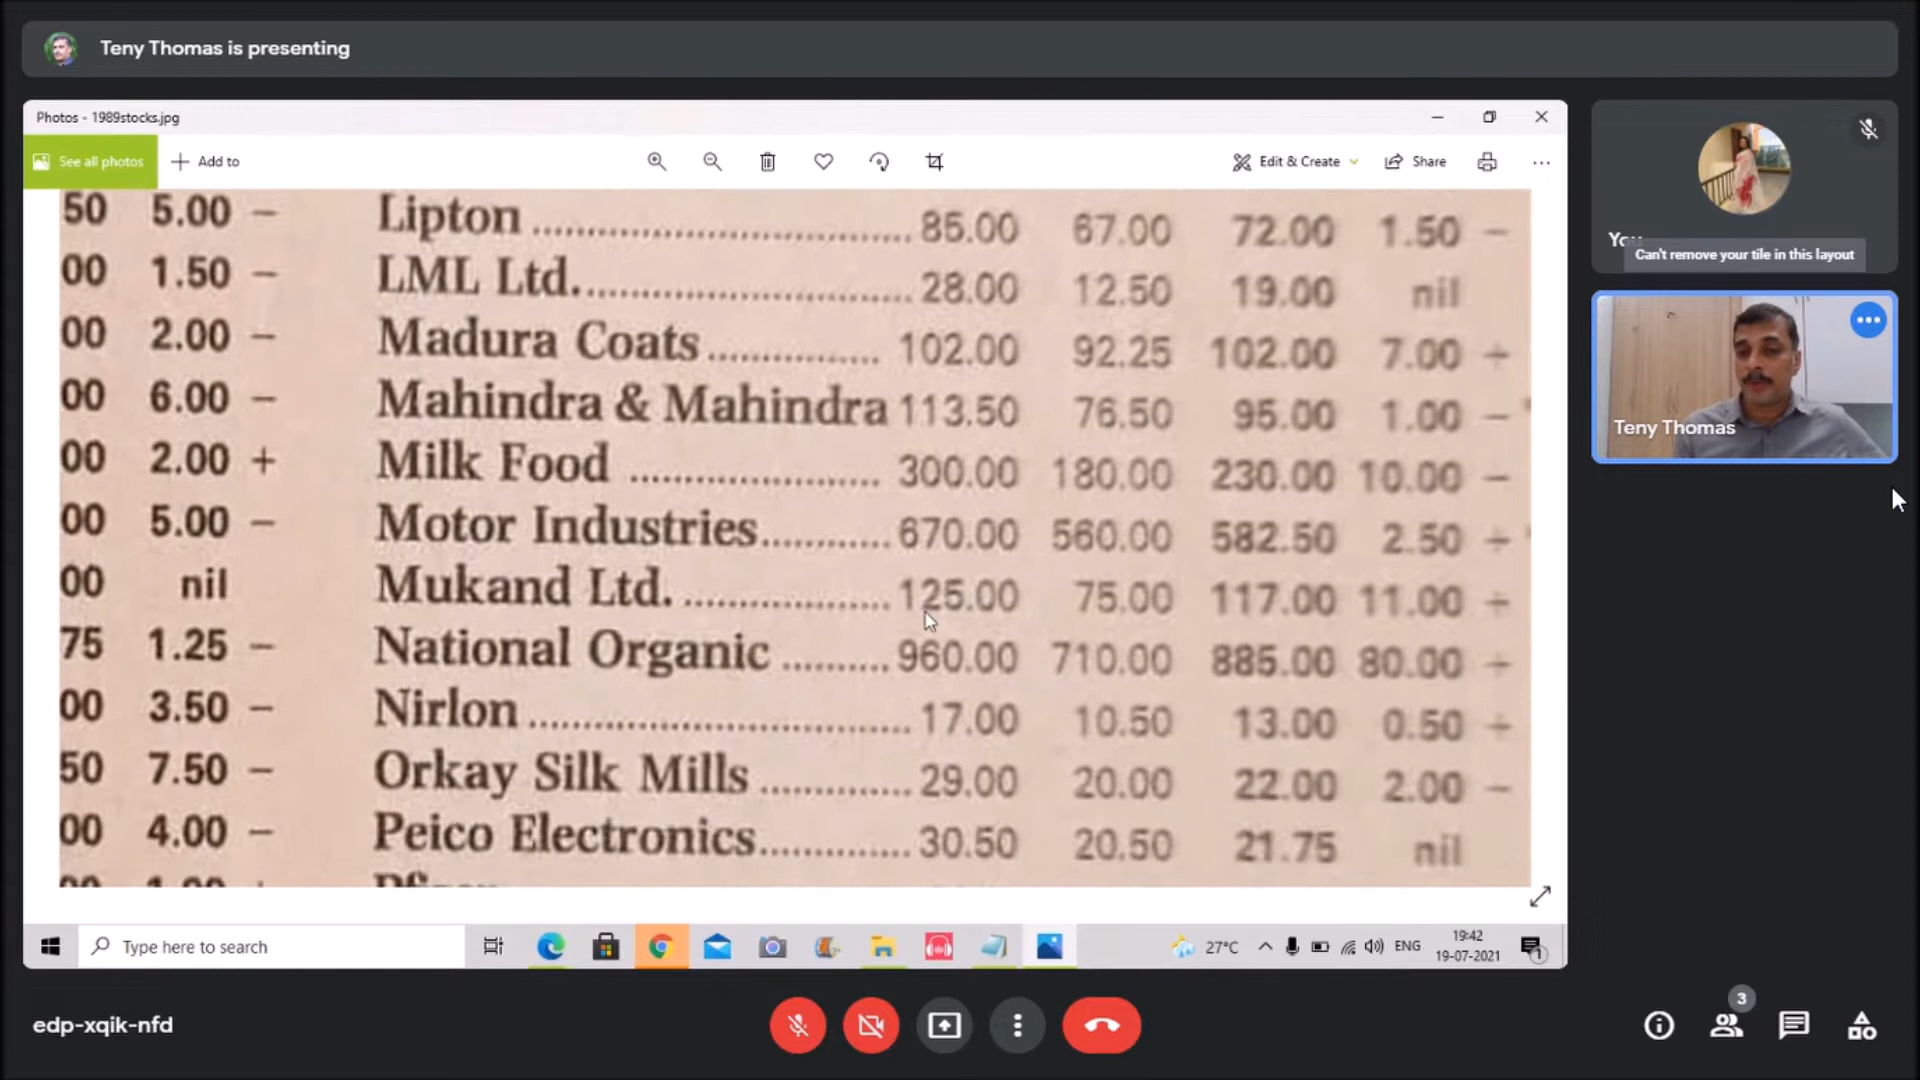 Teny Thomas is presenting
Photos - 1989stocks.jpg
See all photos
Add to
Edit & Create
Share
50 5.00 – Lipton 85.00 67.00 72.00 1.50 –
00 1.50 – LML Ltd. 28.00 12.50 19.00 nil
00 2.00 – Madura Coats 102.00 92.25 102.00 7.00 +
00 6.00 – Mahindra & Mahindra 113.50 76.50 95.00 1.00 –
00 2.00 + Milk Food 300.00 180.00 230.00 10.00 –
00 5.00 – Motor Industries 670.00 560.00 582.50 2.50 +
00 nil Mukand Ltd. 125.00 75.00 117.00 11.00 +
75 1.25 – National Organic 960.00 710.00 885.00 80.00 +
00 3.50 – Nirlon 17.00 10.50 13.00 0.50 +
50 7.50 – Orkay Silk Mills 29.00 20.00 22.00 2.00 –
00 4.00 – Peico Electronics 30.50 20.50 21.75 nil
Type here to search
27°C
ENG
19:42
19-07-2021
1
You
Can't remove your tile in this layout
Teny Thomas
edp-xqik-nfd
3